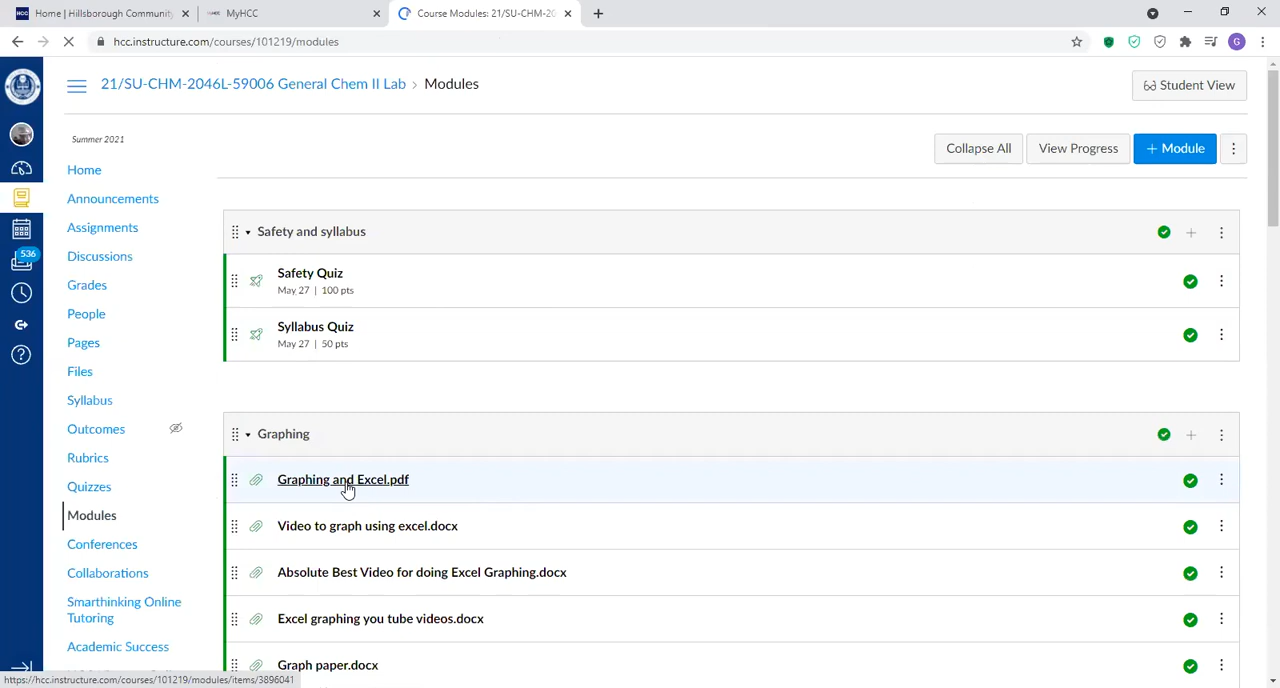 HCC Home | Hillsborough Community
MyHCC
Course Modules: 21/SU-CHM-20
hcc.instructure.com/courses/101219/modules
G
21/SU-CHM-2046L-59006 General Chem II Lab › Modules
Student View
Summer 2021
Collapse All
View Progress
+ Module
Home
Announcements
Assignments
Discussions
536
Grades
People
Pages
Files
Syllabus
Outcomes
Rubrics
Quizzes
Modules
Conferences
Collaborations
Smarthinking Online
Tutoring
Academic Success
Safety and syllabus
Safety Quiz
May 27 | 100 pts
Syllabus Quiz
May 27 | 50 pts
Graphing
Graphing and Excel.pdf
Video to graph using excel.docx
Absolute Best Video for doing Excel Graphing.docx
Excel graphing you tube videos.docx
Graph paper.docx
https://hcc.instructure.com/courses/101219/modules/items/3896041